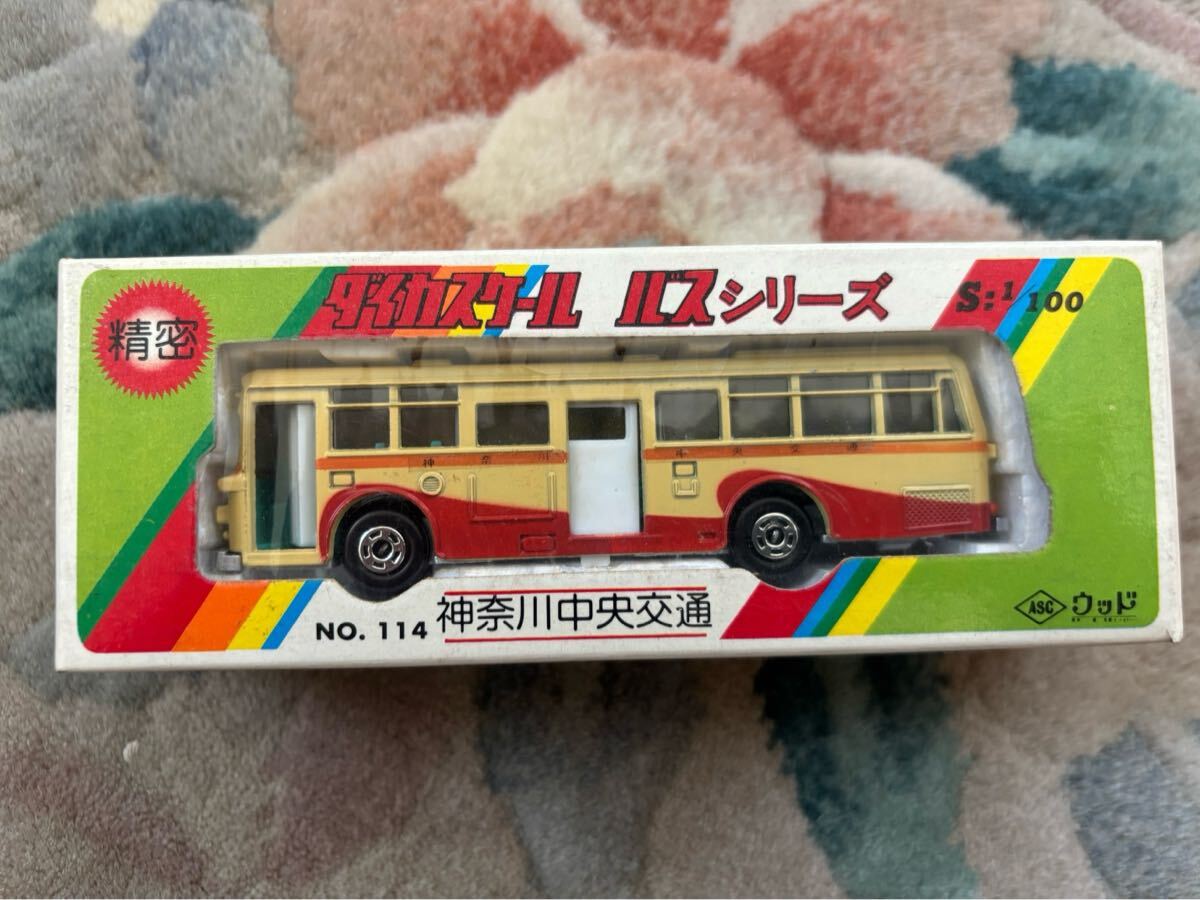 精密
ダイカスケール バスシリーズ
S:1/100
神奈川
中央交通
NO. 114 神奈川中央交通
ASC ウッド